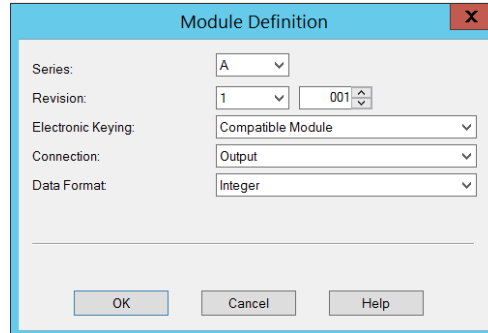 Module Definition
X
Series: A
Revision: 1 001
Electronic Keying: Compatible Module
Connection: Output
Data Format: Integer
OK Cancel Help